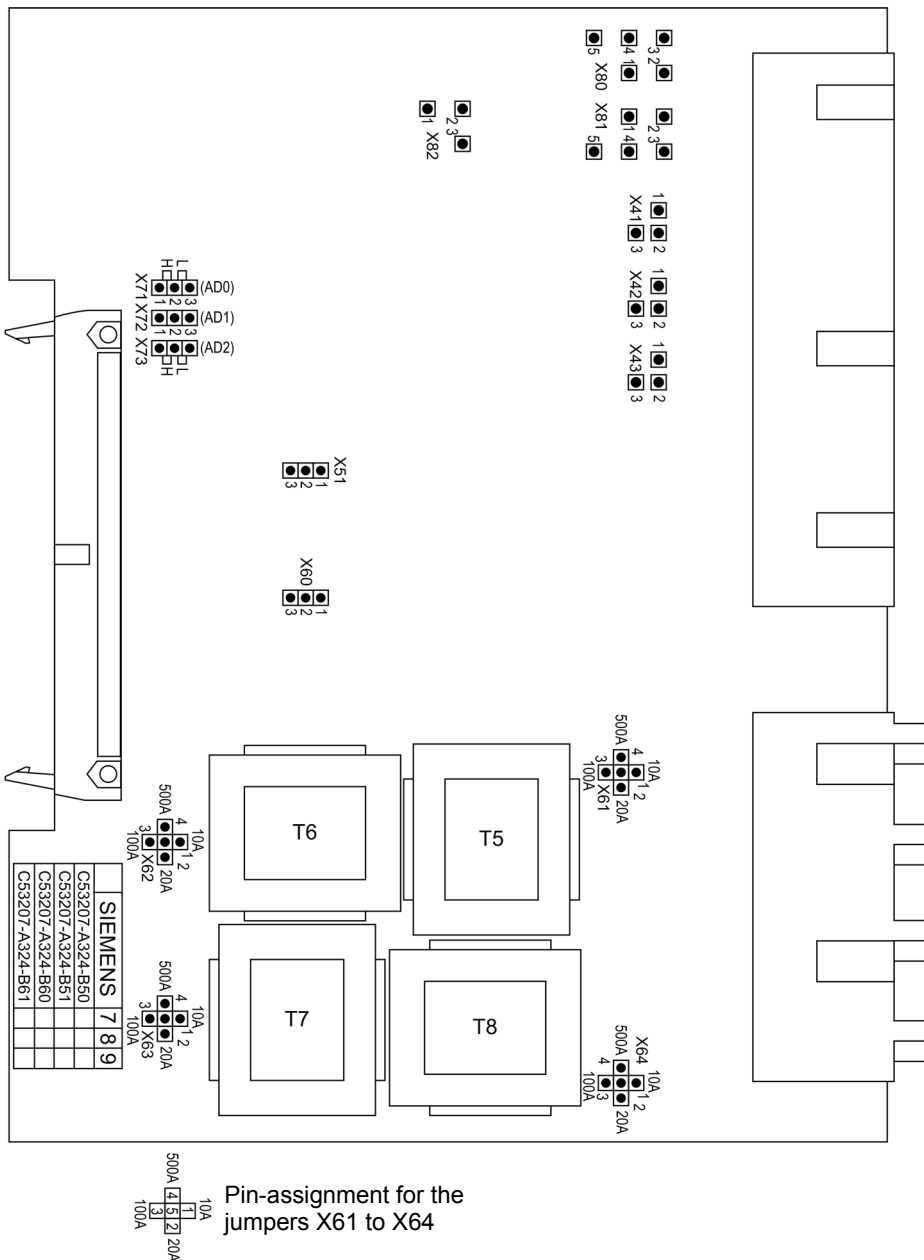 5
4
1
3
2
X80
X81
1
4
5
2
3
1
2
3
X82
X41
1
2
3
X42
1
2
3
X43
1
2
3
H
L
X71
1
2
3
(AD0)
X72
1
2
3
(AD1)
X73
(AD2)
H
L
X51
3
2
1
X60
3
2
1
T6
T5
T7
T8
500A
4
10A
3
1
2
100A
X61
20A
500A
4
10A
3
1
2
100A
X62
20A
500A
4
10A
3
1
2
100A
X63
20A
X64
500A
4
10A
1
2
3
100A
20A
SIEMENS
7
8
9
C53207-A324-B50
C53207-A324-B51
C53207-A324-B60
C53207-A324-B61
500A
4
5
1
10A
100A
3
2
20A
Pin-assignment for the
jumpers X61 to X64